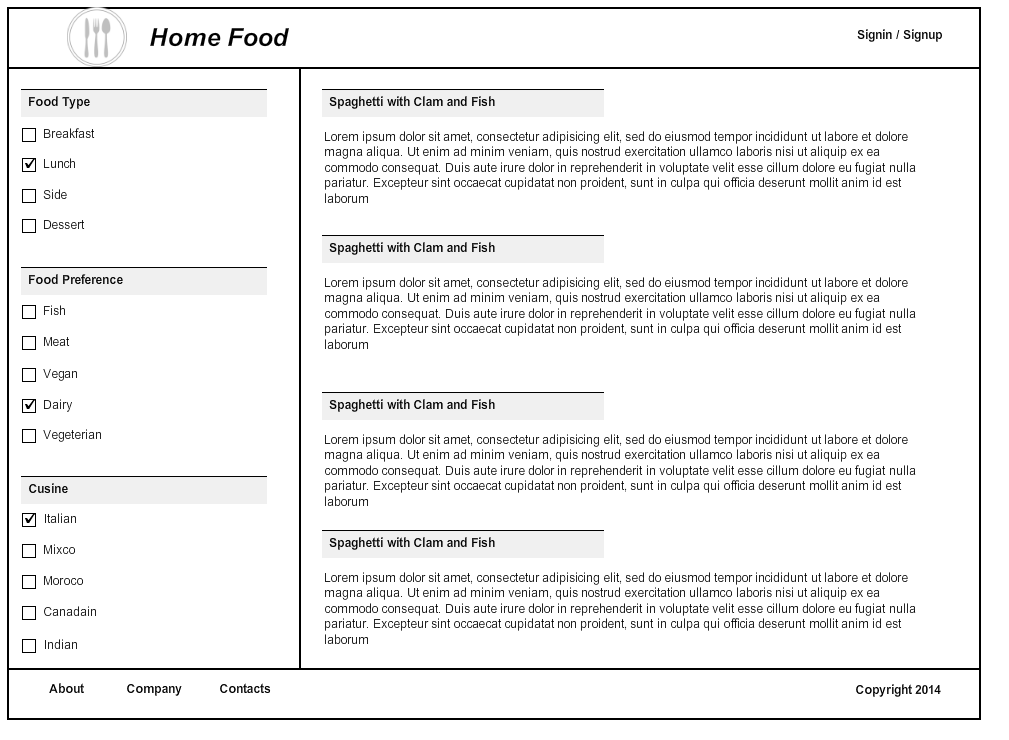 Home Food
Signin / Signup
Food Type
Breakfast
Lunch
Side
Dessert
Food Preference
Fish
Meat
Vegan
Dairy
Vegeterian
Cusine
Italian
Mixco
Moroco
Canadain
Indian
Spaghetti with Clam and Fish
Lorem ipsum dolor sit amet, consectetur adipisicing elit, sed do eiusmod tempor incididunt ut labore et dolore
magna aliqua. Ut enim ad minim veniam, quis nostrud exercitation ullamco laboris nisi ut aliquip ex ea
commodo consequat. Duis aute irure dolor in reprehenderit in voluptate velit esse cillum dolore eu fugiat nulla
pariatur. Excepteur sint occaecat cupidatat non proident, sunt in culpa qui officia deserunt mollit anim id est
laborum
Spaghetti with Clam and Fish
Lorem ipsum dolor sit amet, consectetur adipisicing elit, sed do eiusmod tempor incididunt ut labore et dolore
magna aliqua. Ut enim ad minim veniam, quis nostrud exercitation ullamco laboris nisi ut aliquip ex ea
commodo consequat. Duis aute irure dolor in reprehenderit in voluptate velit esse cillum dolore eu fugiat nulla
pariatur. Excepteur sint occaecat cupidatat non proident, sunt in culpa qui officia deserunt mollit anim id est
laborum
Spaghetti with Clam and Fish
Lorem ipsum dolor sit amet, consectetur adipisicing elit, sed do eiusmod tempor incididunt ut labore et dolore
magna aliqua. Ut enim ad minim veniam, quis nostrud exercitation ullamco laboris nisi ut aliquip ex ea
commodo consequat. Duis aute irure dolor in reprehenderit in voluptate velit esse cillum dolore eu fugiat nulla
pariatur. Excepteur sint occaecat cupidatat non proident, sunt in culpa qui officia deserunt mollit anim id est
laborum
Spaghetti with Clam and Fish
Lorem ipsum dolor sit amet, consectetur adipisicing elit, sed do eiusmod tempor incididunt ut labore et dolore
magna aliqua. Ut enim ad minim veniam, quis nostrud exercitation ullamco laboris nisi ut aliquip ex ea
commodo consequat. Duis aute irure dolor in reprehenderit in voluptate velit esse cillum dolore eu fugiat nulla
pariatur. Excepteur sint occaecat cupidatat non proident, sunt in culpa qui officia deserunt mollit anim id est
laborum
About Company Contacts
Copyright 2014